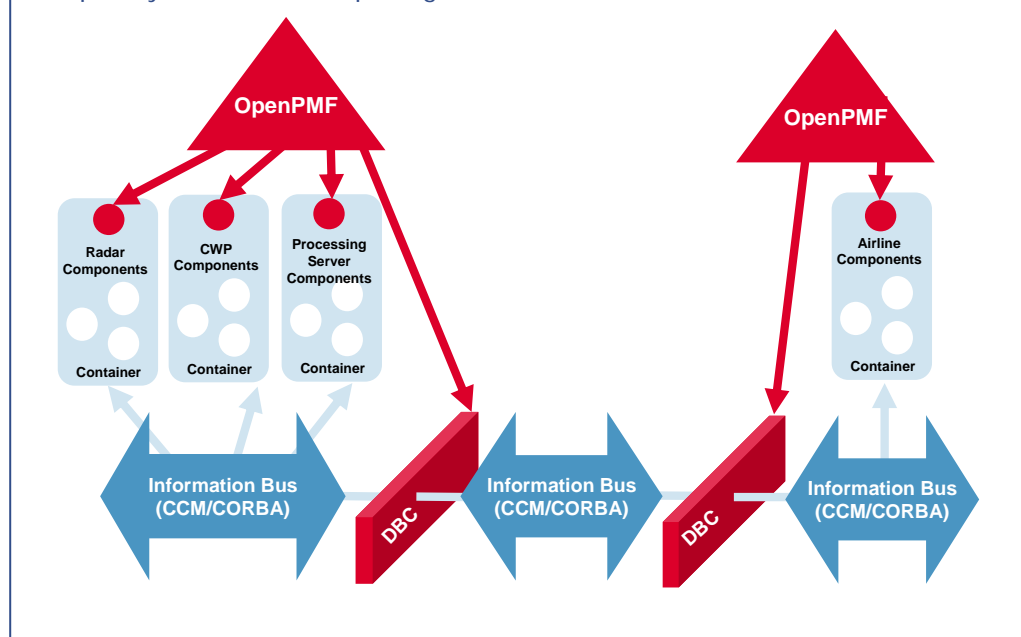 OpenPMF
OpenPMF
Radar
Components
CWP
Components
Processing
Server
Components
Airline
Components
Container
Container
Container
Container
Information Bus
(CCM/CORBA)
DBC
Information Bus
(CCM/CORBA)
DBC
Information Bus
(CCM/CORBA)